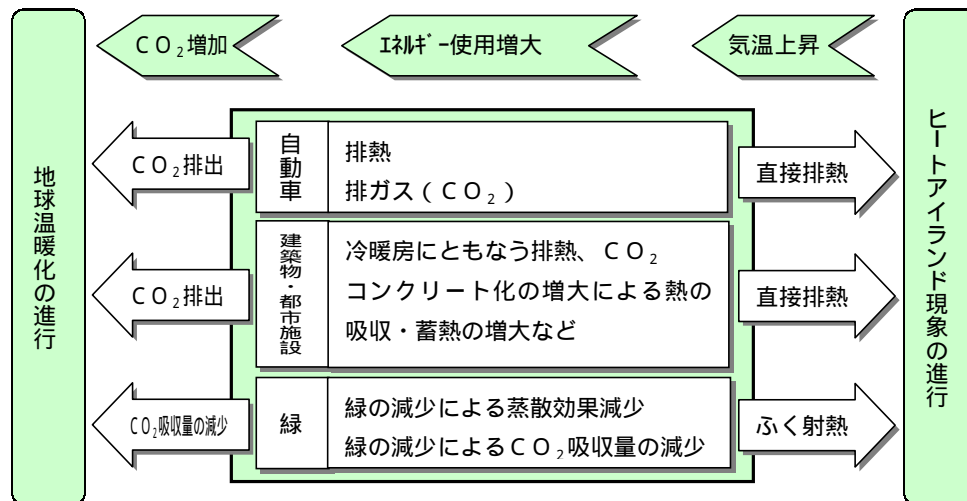 地球温暖化の進行
CO₂増加
エネルギー使用増大
気温上昇
ヒートアイランド現象の進行
CO₂排出
自動車
排熱
排ガス(CO₂)
直接排熱
CO₂排出
建築物・都市施設
冷暖房にともなう排熱、CO₂
コンクリート化の増大による熱の
吸収・蓄熱の増大など
直接排熱
CO₂吸収量の減少
緑
緑の減少による蒸散効果減少
緑の減少によるCO₂吸収量の減少
ふく射熱